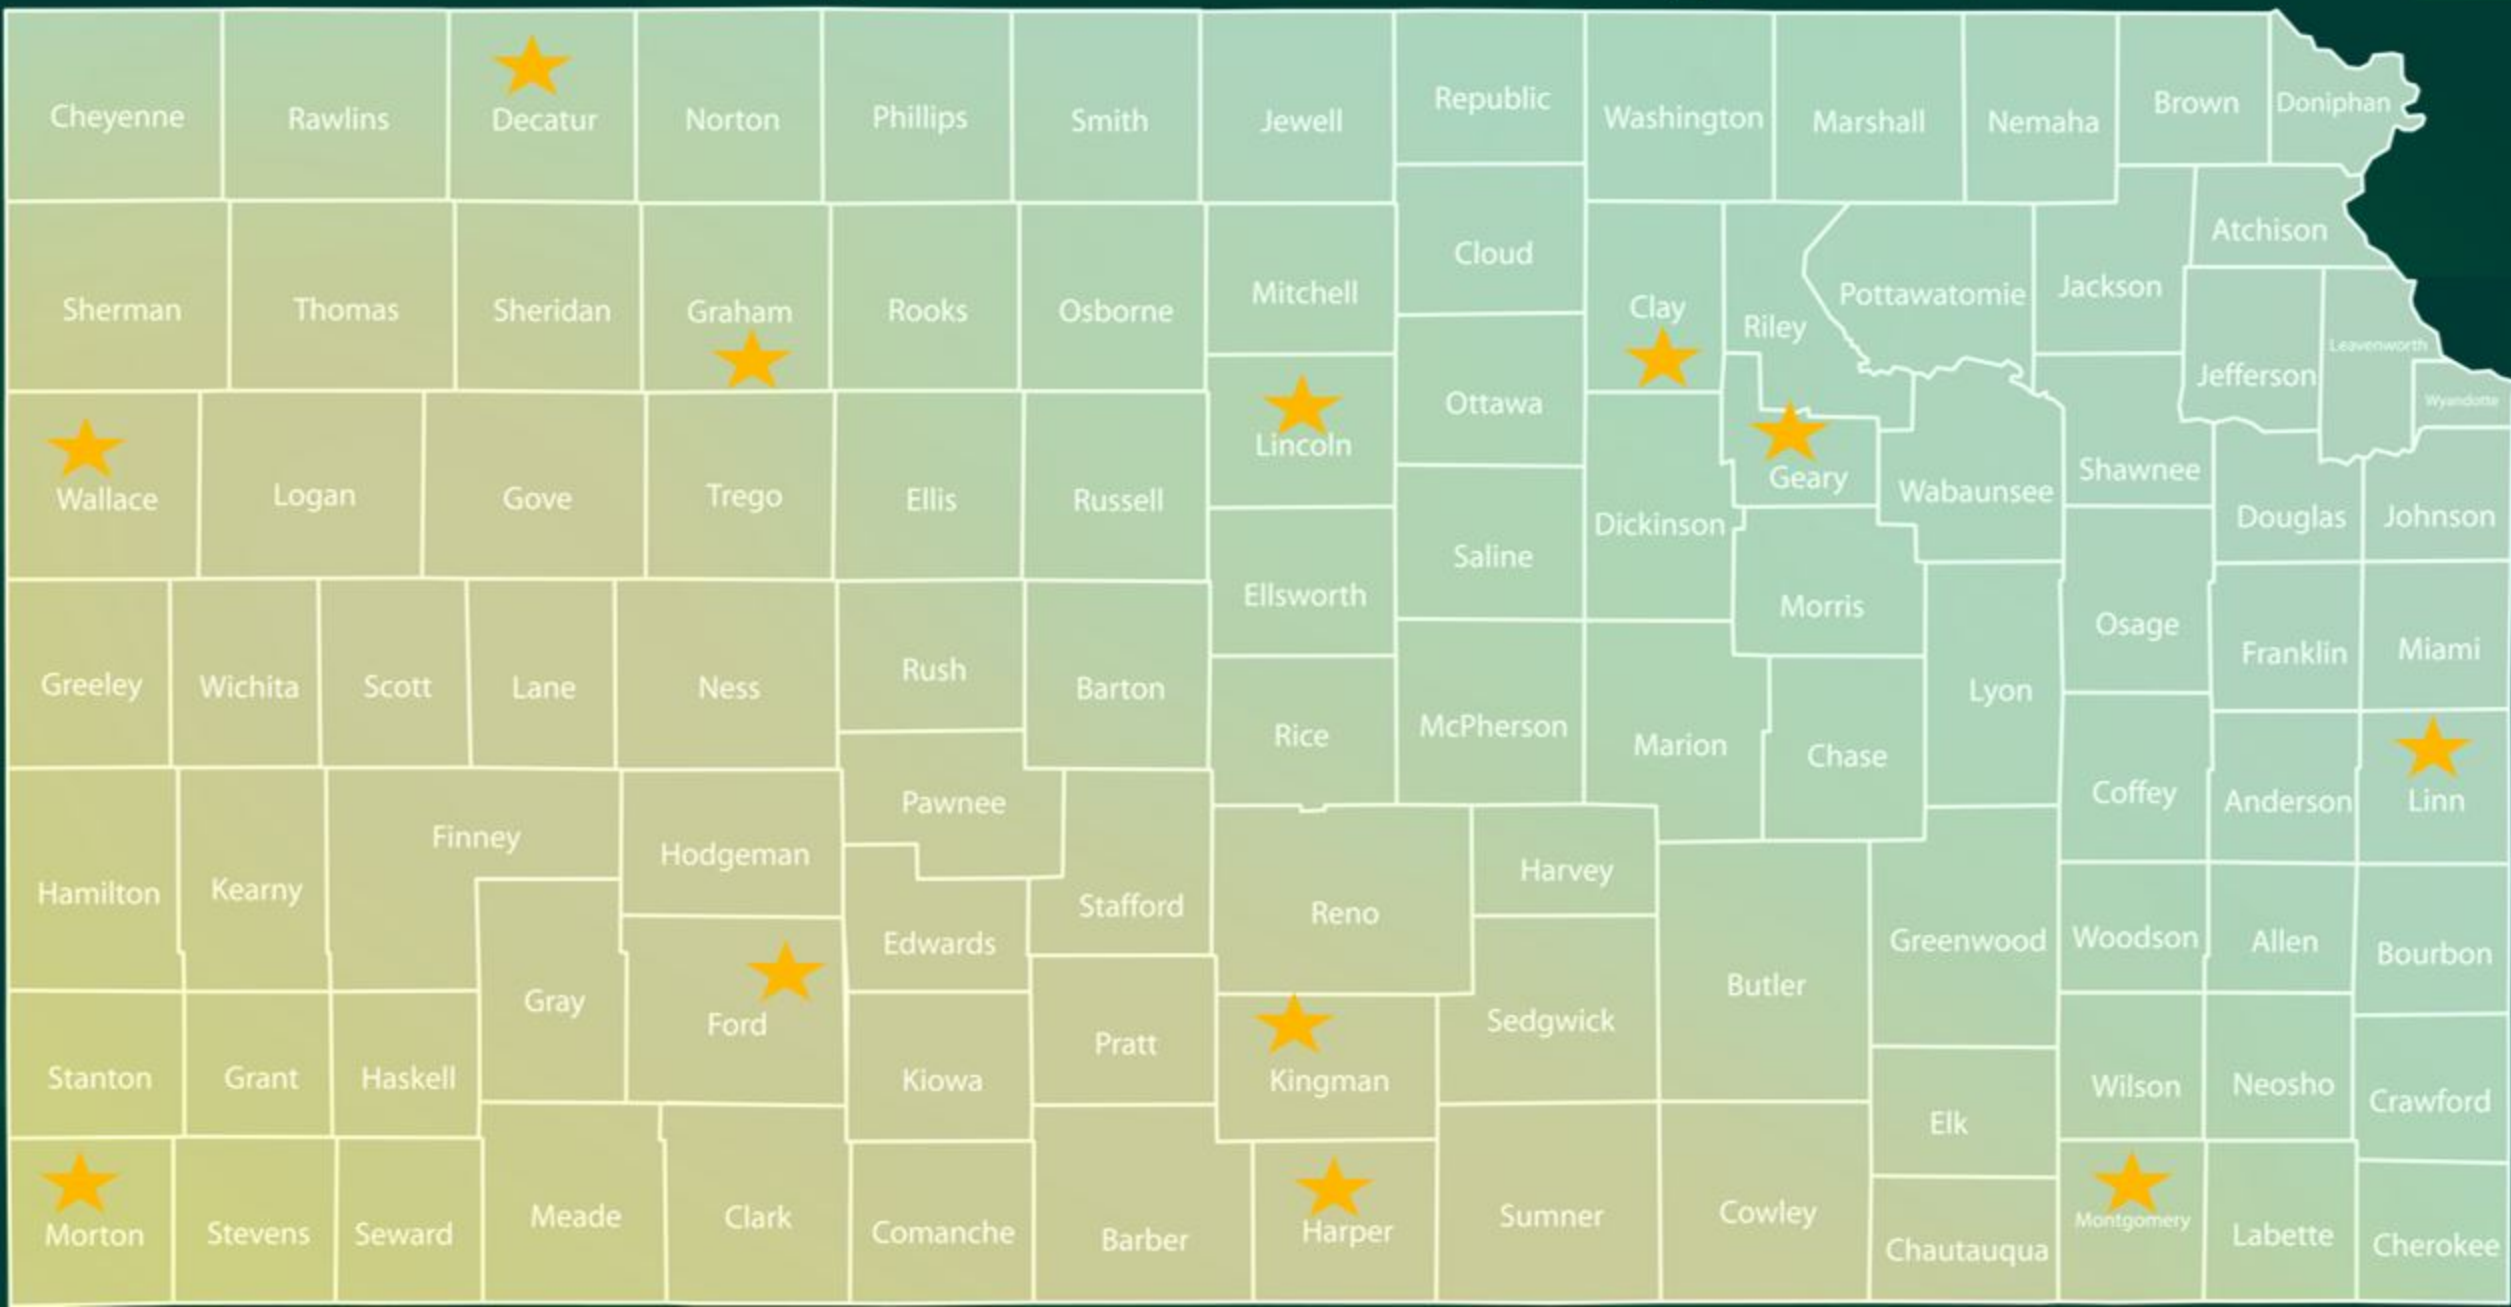 Cheyenne
Rawlins
Decatur
Norton
Phillips
Smith
Jewell
Republic
Washington
Marshall
Nemaha
Brown
Doniphan
Sherman
Thomas
Sheridan
Graham
Rooks
Osborne
Mitchell
Cloud
Clay
Riley
Pottawatomie
Jackson
Atchison
Jefferson
Leavenworth
Wyandotte
Wallace
Logan
Gove
Trego
Ellis
Russell
Lincoln
Ottawa
Saline
Dickinson
Geary
Wabaunsee
Shawnee
Douglas
Johnson
Ellsworth
Morris
Osage
Franklin
Miami
Greeley
Wichita
Scott
Lane
Ness
Rush
Barton
Rice
McPherson
Marion
Chase
Lyon
Coffey
Anderson
Linn
Hamilton
Kearny
Finney
Hodgeman
Pawnee
Stafford
Edwards
Reno
Harvey
Butler
Greenwood
Woodson
Allen
Bourbon
Gray
Ford
Kiowa
Pratt
Kingman
Sedgwick
Stanton
Grant
Haskell
Elk
Wilson
Neosho
Crawford
Morton
Stevens
Seward
Meade
Clark
Comanche
Barber
Harper
Sumner
Cowley
Chautauqua
Montgomery
Labette
Cherokee